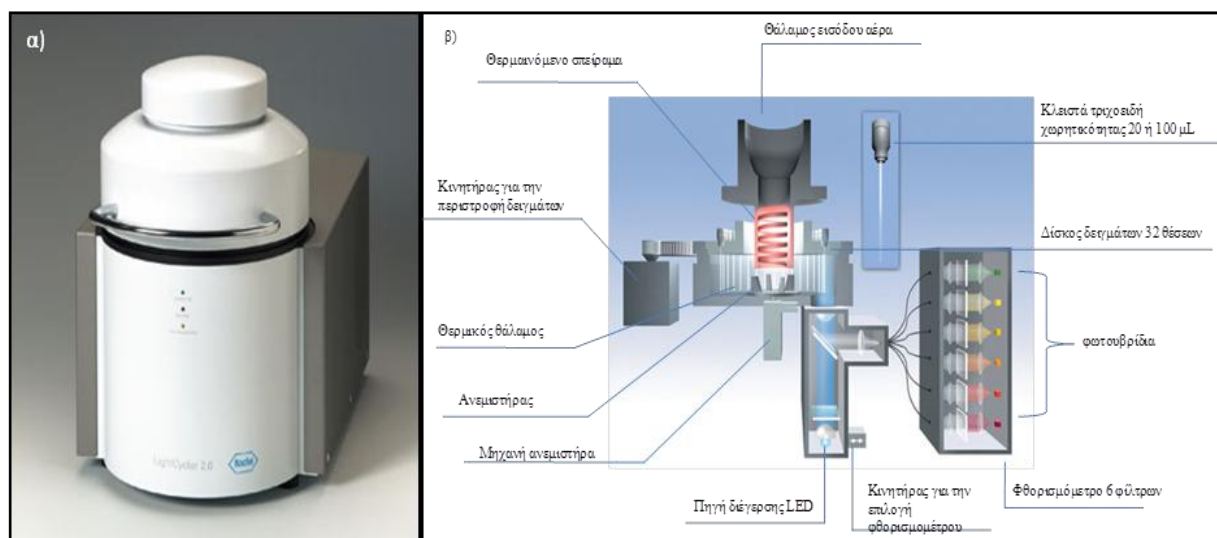 α)
LightCycler 2.0
Roche
β)
Θάλαμος εισόδου αέρα
Θερμαινόμενο σπείραμα
Κλειστά τριχοειδή
χωρητικότητας 20 ή 100 μL
Κινητήρας για την
περιστροφή δειγμάτων
Δίσκος δειγμάτων 32 θέσεων
Θερμικός θάλαμος
φωτουβρίδια
Ανεμιστήρας
Μηχανή ανεμιστήρα
Πηγή διέγερσης LED
Κινητήρας για την
επιλογή
φθορισμομέτρου
Φθορισμόμετρο 6 φίλτρων